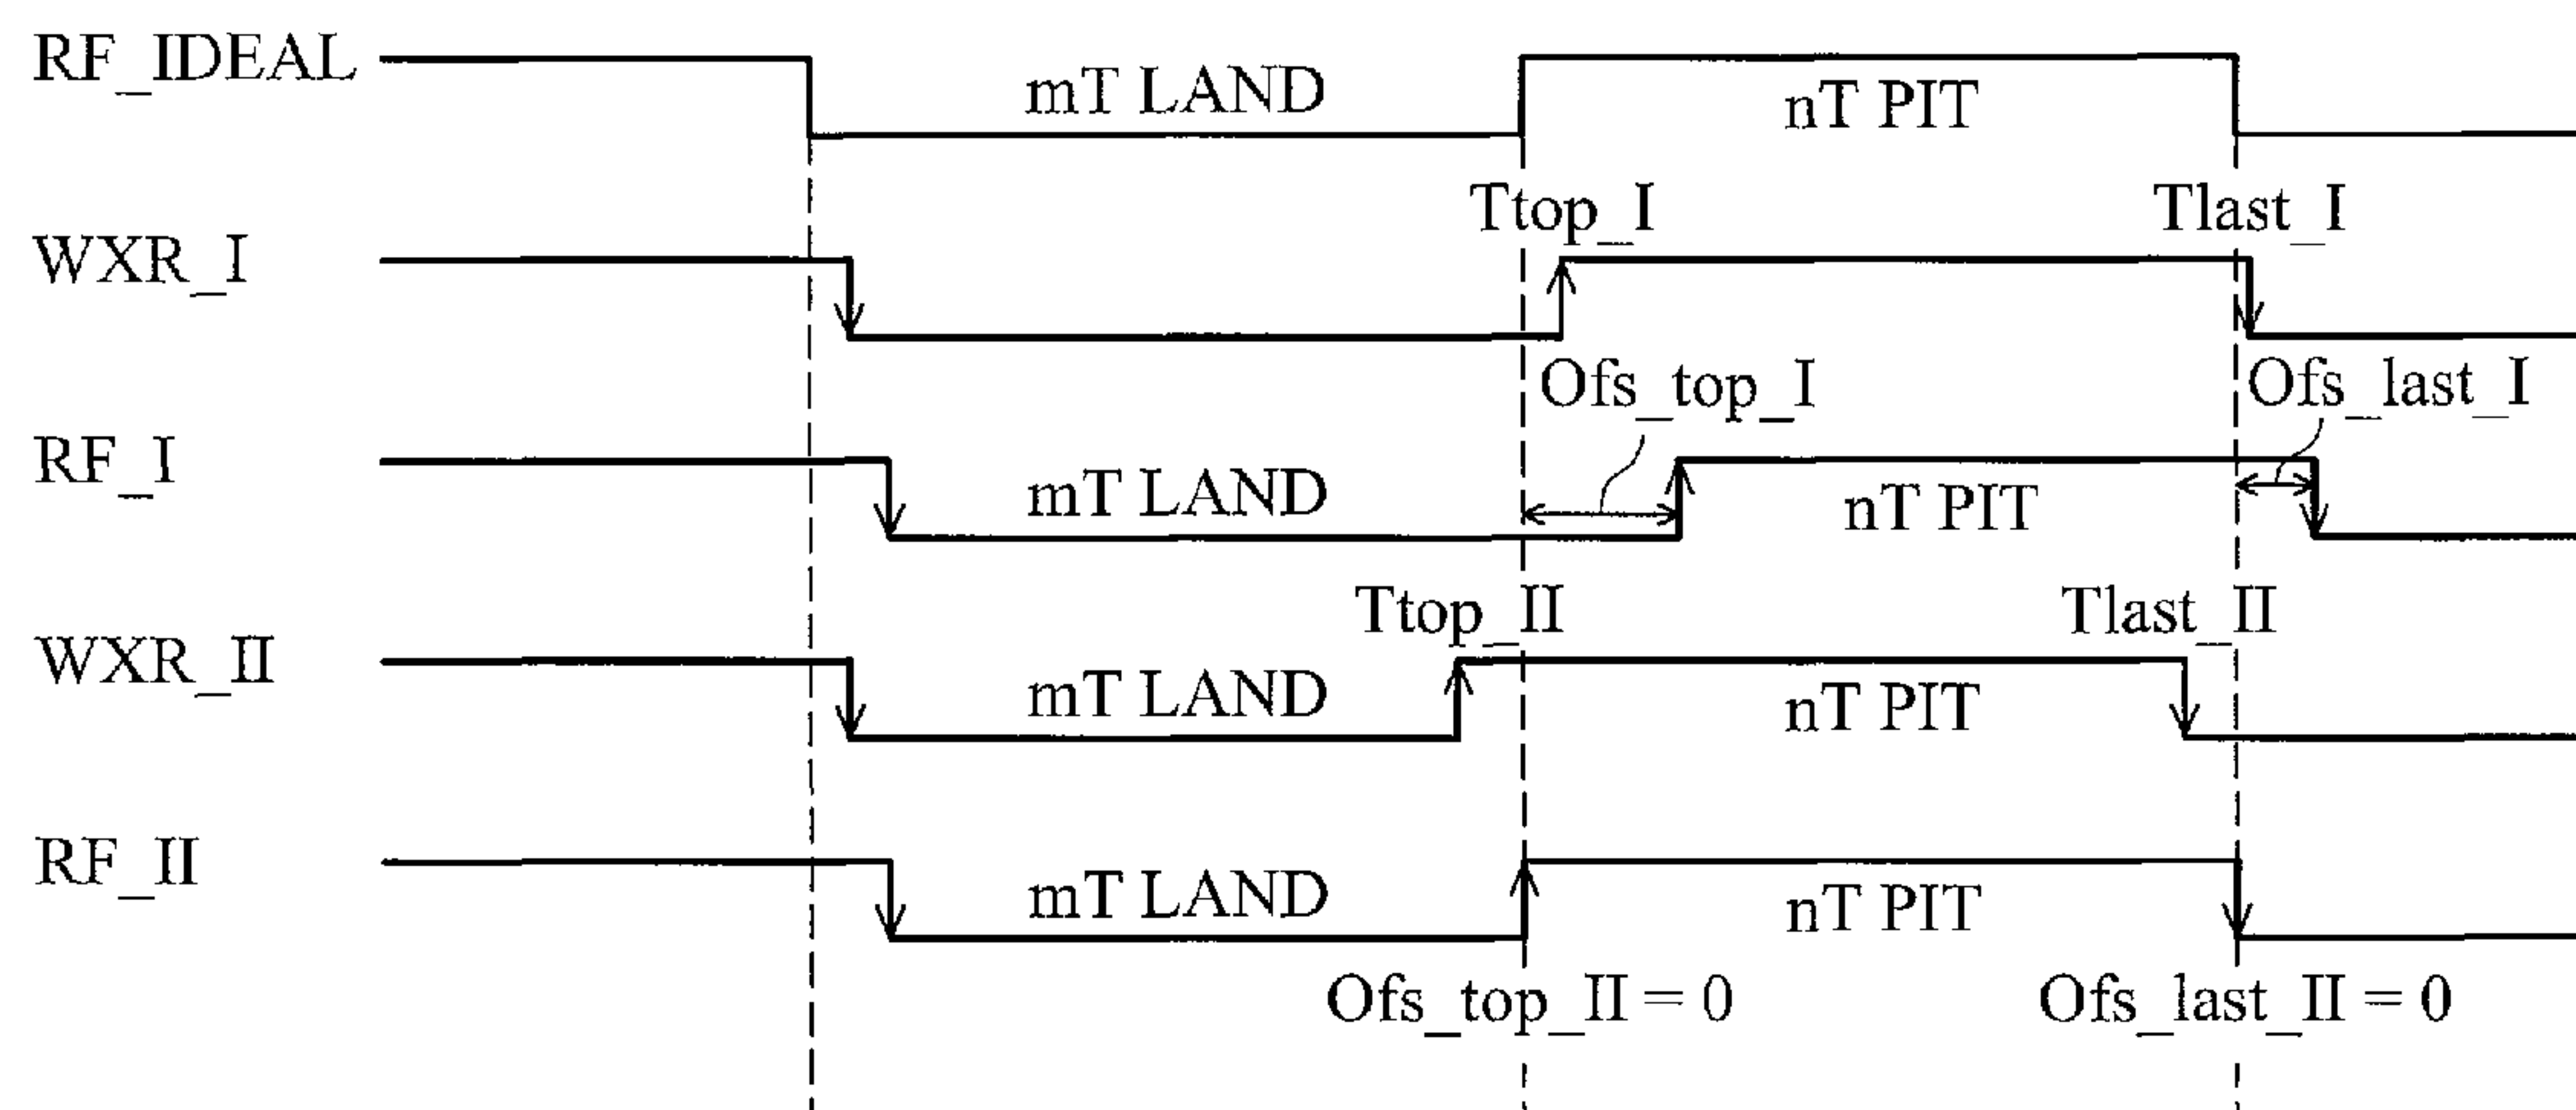 RF_IDEAL
mT LAND
nT PIT
Ttop_I
Tlast_I
WXR_I
Ofs_top_I
Ofs_last_I
RF_I
mT LAND
nT PIT
Ttop_II
Tlast_II
WXR_II
mT LAND
nT PIT
RF_II
mT LAND
nT PIT
Ofs_top_II = 0
Ofs_last_II = 0